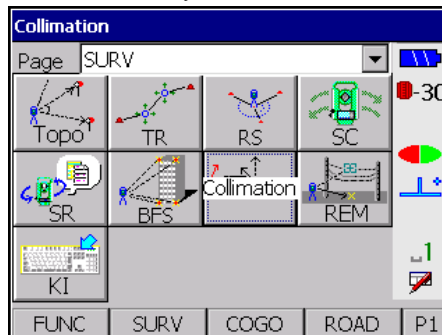 Collimation
Page SURV
-30
Topo TR RS SC
SR BFS Collimation REM
KI
1
FUNC SURV COGO ROAD P1